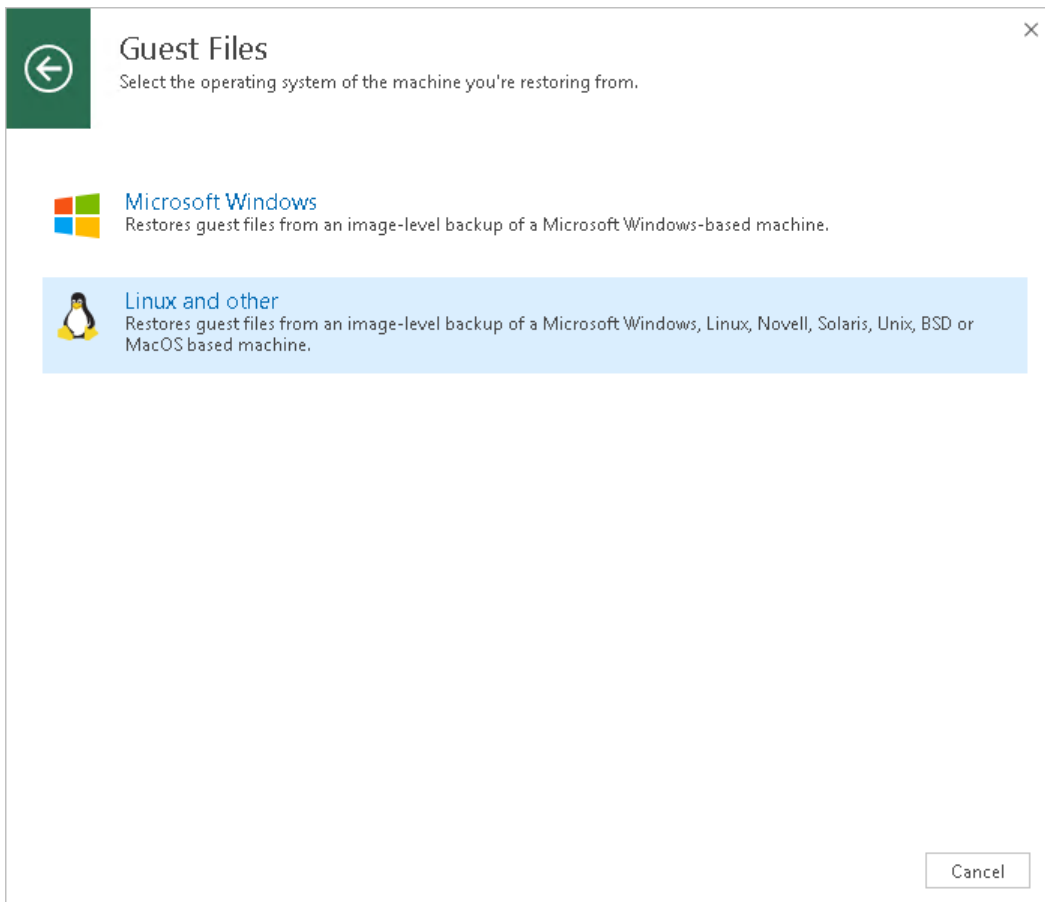 Guest Files
Select the operating system of the machine you're restoring from.
Microsoft Windows
Restores guest files from an image-level backup of a Microsoft Windows-based machine.
Linux and other
Restores guest files from an image-level backup of a Microsoft Windows, Linux, Novell, Solaris, Unix, BSD or
MacOS based machine.
Cancel